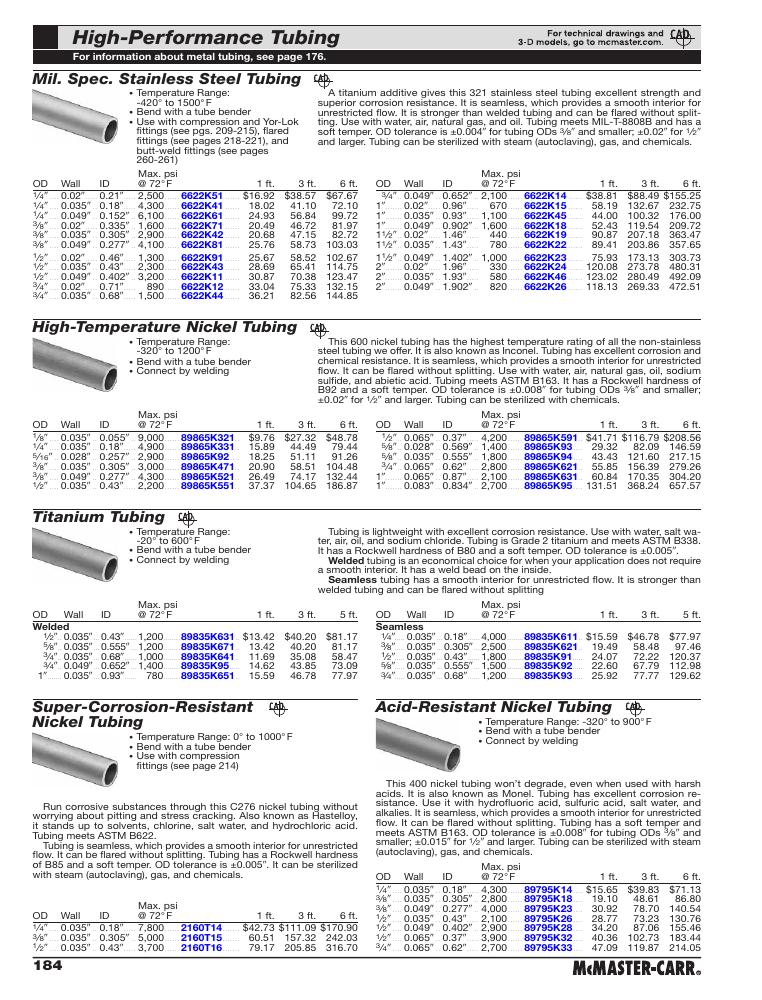 High-Performance Tubing
For technical drawings and
3-D models, go to mcmaster.com.
CAD
For information about metal tubing, see page 176.
Mil. Spec. Stainless Steel Tubing CAD
• Temperature Range:
-420° to 1500°F
• Bend with a tube bender
• Use with compression and Yor-Lok
fittings (see pgs. 209-215), flared
fittings (see pages 218-221), and
butt-weld fittings (see pages
260-261)
A titanium additive gives this 321 stainless steel tubing excellent strength and
superior corrosion resistance. It is seamless, which provides a smooth interior for
unrestricted flow. It is stronger than welded tubing and can be flared without split-
ting. Use with water, air, natural gas, and oil. Tubing meets MIL-T-8808B and has a
soft temper. OD tolerance is ±0.004" for tubing ODs 3/8" and smaller; ±0.02" for 1/2"
and larger. Tubing can be sterilized with steam (autoclaving), gas, and chemicals.
Max. psi
OD Wall ID @ 72°F 1 ft. 3 ft. 6 ft.
1/4" 0.02" 0.21" 2,500 6622K51 $16.92 $38.57 $67.67
1/4" 0.035" 0.18" 4,300 6622K41 18.02 41.10 72.10
1/4" 0.049" 0.152" 6,100 6622K61 24.93 56.84 99.72
3/8" 0.02" 0.335" 1,600 6622K71 20.49 46.72 81.97
3/8" 0.035" 0.305" 2,900 6622K42 20.68 47.15 82.72
3/8" 0.049" 0.277" 4,100 6622K81 25.76 58.73 103.03
1/2" 0.02" 0.46" 1,300 6622K91 25.67 58.52 102.67
1/2" 0.035" 0.43" 2,300 6622K43 28.69 65.41 114.75
1/2" 0.049" 0.402" 3,200 6622K11 30.87 70.38 123.47
3/4" 0.02" 0.71" 890 6622K12 33.04 75.33 132.15
3/4" 0.035" 0.68" 1,500 6622K44 36.21 82.56 144.85
Max. psi
OD Wall ID @ 72°F 1 ft. 3 ft. 6 ft.
3/4" 0.049" 0.652" 2,100 6622K14 $38.81 $88.49 $155.25
1" 0.02" 0.96" 670 6622K15 58.19 132.67 232.75
1" 0.035" 0.93" 1,100 6622K45 44.00 100.32 176.00
1" 0.049" 0.902" 1,600 6622K18 52.43 119.54 209.72
1 1/2" 0.02" 1.46" 440 6622K19 90.87 207.18 363.47
1 1/2" 0.035" 1.43" 780 6622K22 89.41 203.86 357.65
1 1/2" 0.049" 1.402" 1,000 6622K23 75.93 173.13 303.73
2" 0.02" 1.96" 330 6622K24 120.08 273.78 480.31
2" 0.035" 1.93" 580 6622K46 123.02 280.49 492.09
2" 0.049" 1.902" 820 6622K26 118.13 269.33 472.51
High-Temperature Nickel Tubing CAD
• Temperature Range:
-320° to 1200°F
• Bend with a tube bender
• Connect by welding
This 600 nickel tubing has the highest temperature rating of all the non-stainless
steel tubing we offer. It is also known as Inconel. Tubing has excellent corrosion and
chemical resistance. It is seamless, which provides a smooth interior for unrestricted
flow. It can be flared without splitting. Use with water, air, natural gas, oil, sodium
sulfide, and abietic acid. Tubing meets ASTM B163. It has a Rockwell hardness of
B92 and a soft temper. OD tolerance is ±0.008" for tubing ODs 3/8" and smaller;
±0.02" for 1/2" and larger. Tubing can be sterilized with chemicals.
Max. psi
OD Wall ID @ 72°F 1 ft. 3 ft. 6 ft.
1/8" 0.035" 0.055" 9,000 89865K321 $9.76 $27.32 $48.78
1/4" 0.035" 0.18" 4,900 89865K331 15.89 44.49 79.44
5/16" 0.028" 0.257" 2,900 89865K92 18.25 51.11 91.26
3/8" 0.035" 0.305" 3,000 89865K471 20.90 58.51 104.48
3/8" 0.049" 0.277" 4,300 89865K521 26.49 74.17 132.44
1/2" 0.035" 0.43" 2,200 89865K551 37.37 104.65 186.87
Max. psi
OD Wall ID @ 72°F 1 ft. 3 ft. 6 ft.
1/2" 0.065" 0.37" 4,200 89865K591 $41.71 $116.79 $208.56
5/8" 0.028" 0.569" 1,400 89865K93 29.32 82.09 146.59
5/8" 0.035" 0.555" 1,800 89865K94 43.43 121.60 217.15
3/4" 0.065" 0.62" 2,800 89865K621 55.85 156.39 279.26
1" 0.065" 0.87" 2,100 89865K631 60.84 170.35 304.20
1" 0.083" 0.834" 2,700 89865K95 131.51 368.24 657.57
Titanium Tubing CAD
• Temperature Range:
-20° to 600°F
• Bend with a tube bender
• Connect by welding
Tubing is lightweight with excellent corrosion resistance. Use with water, salt wa-
ter, air, oil, and sodium chloride. Tubing is Grade 2 titanium and meets ASTM B338.
It has a Rockwell hardness of B80 and a soft temper. OD tolerance is ±0.005".
Welded tubing is an economical choice for when your application does not require
a smooth interior. It has a weld bead on the inside.
Seamless tubing has a smooth interior for unrestricted flow. It is stronger than
welded tubing and can be flared without splitting
Max. psi
OD Wall ID @ 72°F 1 ft. 3 ft. 5 ft.
Welded
1/2" 0.035" 0.43" 1,200 89835K631 $13.42 $40.20 $81.17
5/8" 0.035" 0.555" 1,200 89835K671 13.42 40.20 81.17
3/4" 0.035" 0.68" 1,000 89835K641 11.69 35.08 58.47
3/4" 0.049" 0.652" 1,400 89835K95 14.62 43.85 73.09
1" 0.035" 0.93" 780 89835K651 15.59 46.78 77.97
Max. psi
OD Wall ID @ 72°F 1 ft. 3 ft. 5 ft.
Seamless
1/4" 0.035" 0.18" 4,000 89835K611 $15.59 $46.78 $77.97
3/8" 0.035" 0.305" 2,500 89835K621 19.49 58.48 97.46
1/2" 0.035" 0.43" 1,800 89835K91 24.07 72.22 120.37
5/8" 0.035" 0.555" 1,500 89835K92 22.60 67.79 112.98
3/4" 0.035" 0.68" 1,200 89835K93 25.92 77.77 129.62
Super-Corrosion-Resistant CAD
Nickel Tubing
• Temperature Range: 0° to 1000°F
• Bend with a tube bender
• Use with compression
fittings (see page 214)
Run corrosive substances through this C276 nickel tubing without
worrying about pitting and stress cracking. Also known as Hastelloy,
it stands up to solvents, chlorine, salt water, and hydrochloric acid.
Tubing meets ASTM B622.
Tubing is seamless, which provides a smooth interior for unrestricted
flow. It can be flared without splitting. Tubing has a Rockwell hardness
of B85 and a soft temper. OD tolerance is ±0.005". It can be sterilized
with steam (autoclaving), gas, and chemicals.
Max. psi
OD Wall ID @ 72°F 1 ft. 3 ft. 6 ft.
1/4" 0.035" 0.18" 7,800 2160T14 $42.73 $111.09 $170.90
3/8" 0.035" 0.305" 5,000 2160T15 60.51 157.32 242.03
1/2" 0.035" 0.43" 3,700 2160T16 79.17 205.85 316.70
Acid-Resistant Nickel Tubing CAD
• Temperature Range: -320° to 900°F
• Bend with a tube bender
• Connect by welding
This 400 nickel tubing won't degrade, even when used with harsh
acids. It is also known as Monel. Tubing has excellent corrosion re-
sistance. Use it with hydrofluoric acid, sulfuric acid, salt water, and
alkalies. It is seamless, which provides a smooth interior for unrestricted
flow. It can be flared without splitting. Tubing has a soft temper and
meets ASTM B163. OD tolerance is ±0.008" for tubing ODs 3/8" and
smaller; ±0.015" for 1/2" and larger. Tubing can be sterilized with steam
(autoclaving), gas, and chemicals.
Max. psi
OD Wall ID @ 72°F 1 ft. 3 ft. 6 ft.
1/4" 0.035" 0.18" 4,300 89795K14 $15.65 $39.83 $71.13
3/8" 0.035" 0.305" 2,800 89795K18 19.10 48.61 86.80
3/8" 0.049" 0.277" 4,000 89795K23 30.92 78.70 140.54
1/2" 0.035" 0.43" 2,100 89795K26 28.77 73.23 130.76
1/2" 0.049" 0.402" 2,900 89795K28 34.20 87.06 155.46
1/2" 0.065" 0.37" 3,900 89795K32 40.36 102.73 183.44
3/4" 0.065" 0.62" 2,700 89795K33 47.09 119.87 214.05
184
McMASTER-CARR®